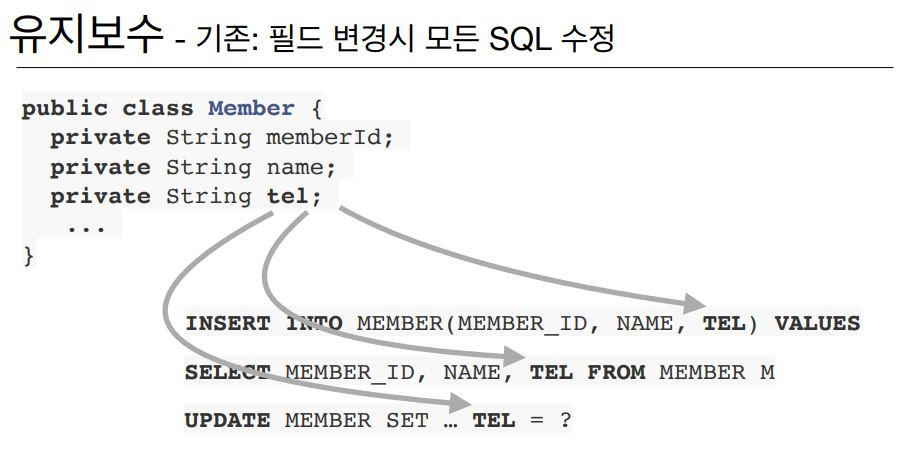 유지보수 - 기존: 필드 변경시 모든 SQL 수정
public class Member {
private String memberId;
private String name;
private String tel;
...
}
INSERT INTO MEMBER(MEMBER_ID, NAME, TEL) VALUES
SELECT MEMBER_ID, NAME, TEL FROM MEMBER M
UPDATE MEMBER SET … TEL = ?